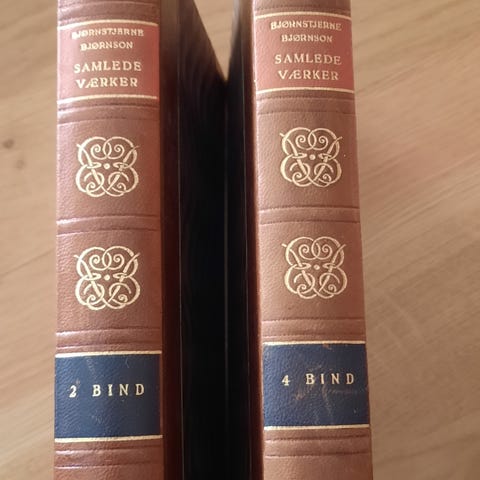 BJØRNSTJERNE
BJØRNSON
SAMLEDE
VÆRKER
2 BIND
BJØRNSTJERNE
BJØRNSON
SAMLEDE
VÆRKER
4 BIND